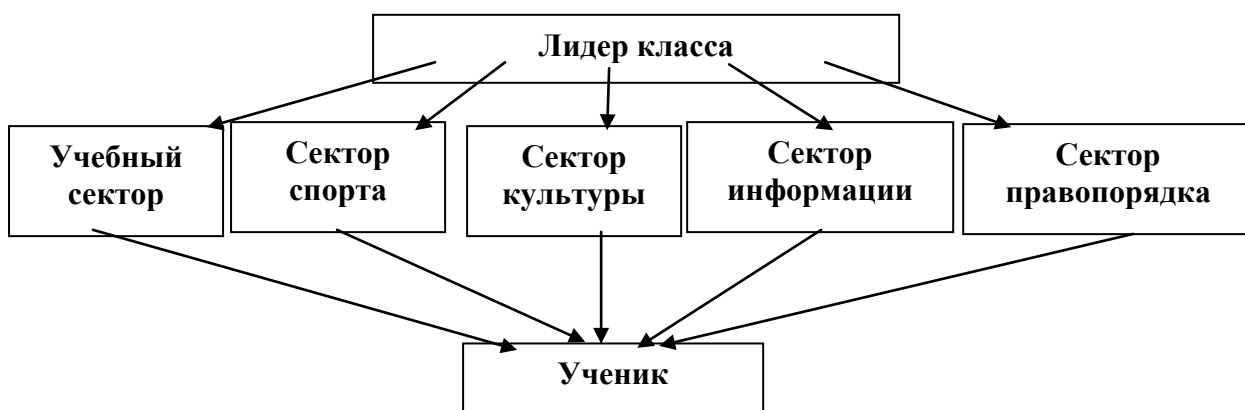 Лидер класса
Учебный
сектор
Сектор
спорта
Сектор
культуры
Сектор
информации
Сектор
правопорядка
Ученик